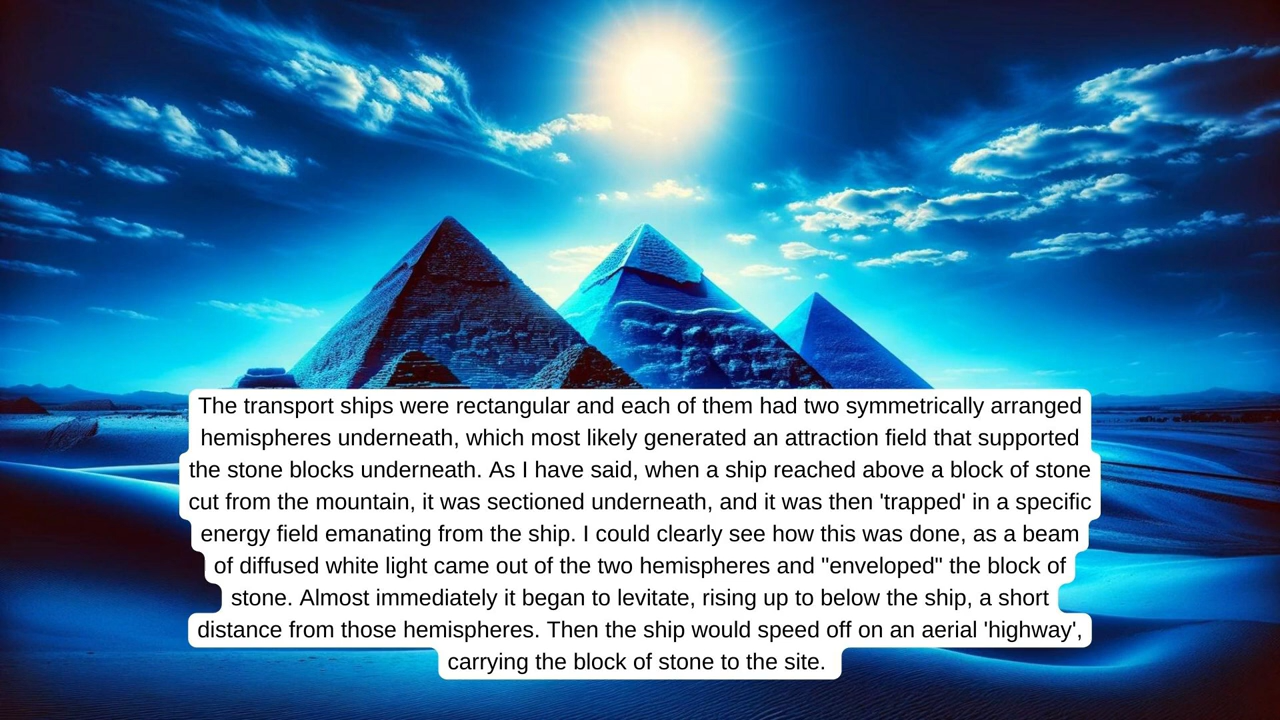 The transport ships were rectangular and each of them had two symmetrically arranged
hemispheres underneath, which most likely generated an attraction field that supported
the stone blocks underneath. As I have said, when a ship reached above a block of stone
cut from the mountain, it was sectioned underneath, and it was then 'trapped' in a specific
energy field emanating from the ship. I could clearly see how this was done, as a beam
of diffused white light came out of the two hemispheres and "enveloped" the block of
stone. Almost immediately it began to levitate, rising up to below the ship, a short
distance from those hemispheres. Then the ship would speed off on an aerial 'highway',
carrying the block of stone to the site.